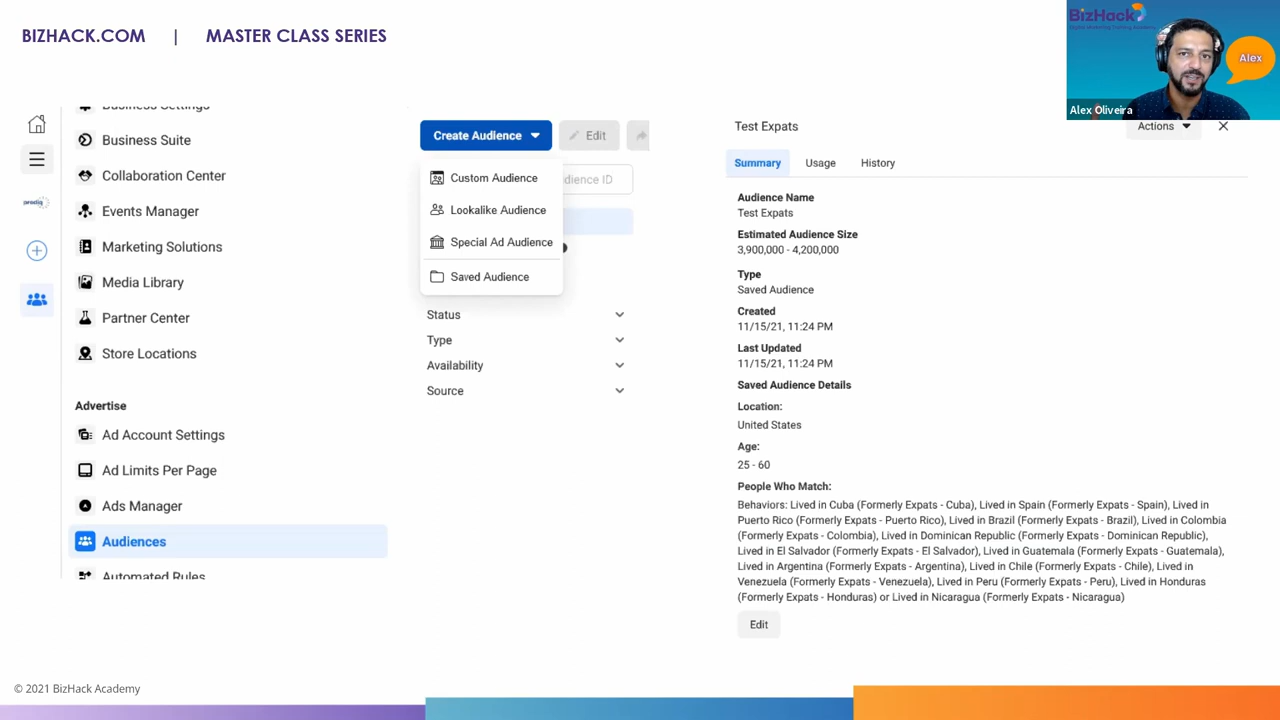 BIZHACK.COM | MASTER CLASS SERIES
BizHack
Alex
Alex Oliveira
Business Settings
Business Suite
Collaboration Center
Events Manager
Marketing Solutions
Media Library
Partner Center
Store Locations
Advertise
Ad Account Settings
Ad Limits Per Page
Ads Manager
Audiences
Automated Rules
Create Audience
Edit
Custom Audience
Lookalike Audience
Special Ad Audience
Saved Audience
dience ID
Status
Type
Availability
Source
Test Expats
Actions
Summary Usage History
Audience Name
Test Expats
Estimated Audience Size
3,900,000 - 4,200,000
Type
Saved Audience
Created
11/15/21, 11:24 PM
Last Updated
11/15/21, 11:24 PM
Saved Audience Details
Location:
United States
Age:
25 - 60
People Who Match:
Behaviors: Lived in Cuba (Formerly Expats - Cuba), Lived in Spain (Formerly Expats - Spain), Lived in
Puerto Rico (Formerly Expats - Puerto Rico), Lived in Brazil (Formerly Expats - Brazil), Lived in Colombia
(Formerly Expats - Colombia), Lived in Dominican Republic (Formerly Expats - Dominican Republic),
Lived in El Salvador (Formerly Expats - El Salvador), Lived in Guatemala (Formerly Expats - Guatemala),
Lived in Argentina (Formerly Expats - Argentina), Lived in Chile (Formerly Expats - Chile), Lived in
Venezuela (Formerly Expats - Venezuela), Lived in Peru (Formerly Expats - Peru), Lived in Honduras
(Formerly Expats - Honduras) or Lived in Nicaragua (Formerly Expats - Nicaragua)
Edit
© 2021 BizHack Academy